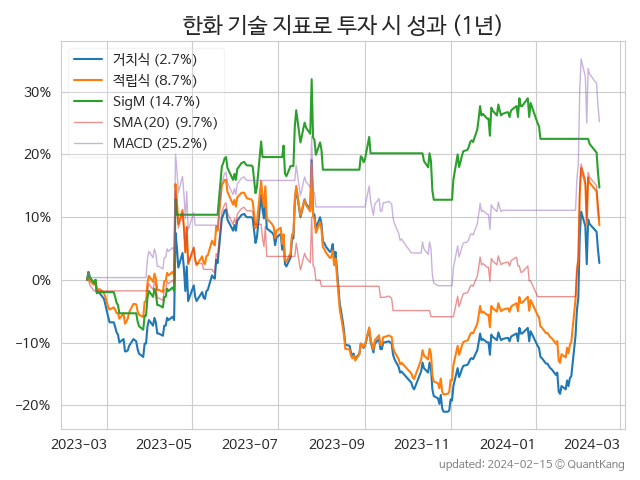 한화 기술 지표로 투자 시 성과 (1년)
거치식 (2.7%)
적립식 (8.7%)
SigM (14.7%)
SMA(20) (9.7%)
MACD (25.2%)
30%
20%
10%
0%
−10%
−20%
2023-03 2023-05 2023-07 2023-09 2023-11 2024-01 2024-03
updated: 2024-02-15 © QuantKang